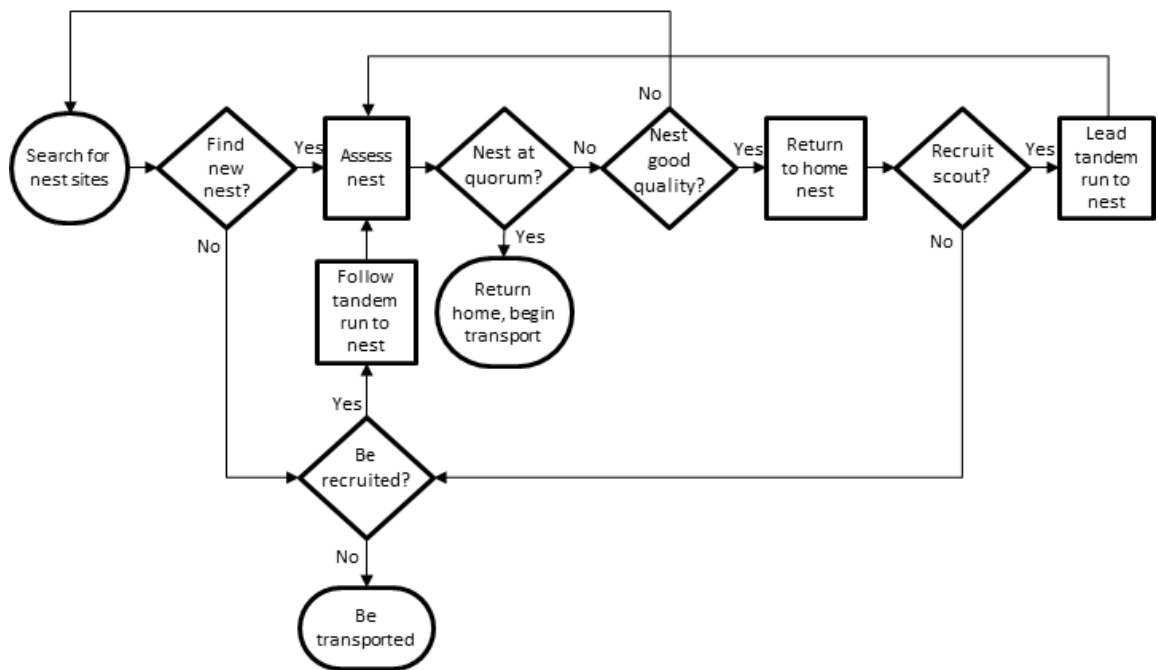 No
Search for
nest sites
Find
new
nest?
Yes
Assess
nest
Nest at
quorum?
No
Nest
good
quality?
Yes
Return
to home
nest
Recruit
scout?
Yes
Lead
tandem
run to
nest
No
Yes
No
Follow
tandem
run to
nest
Return
home, begin
transport
Yes
Be
recruited?
No
Be
transported